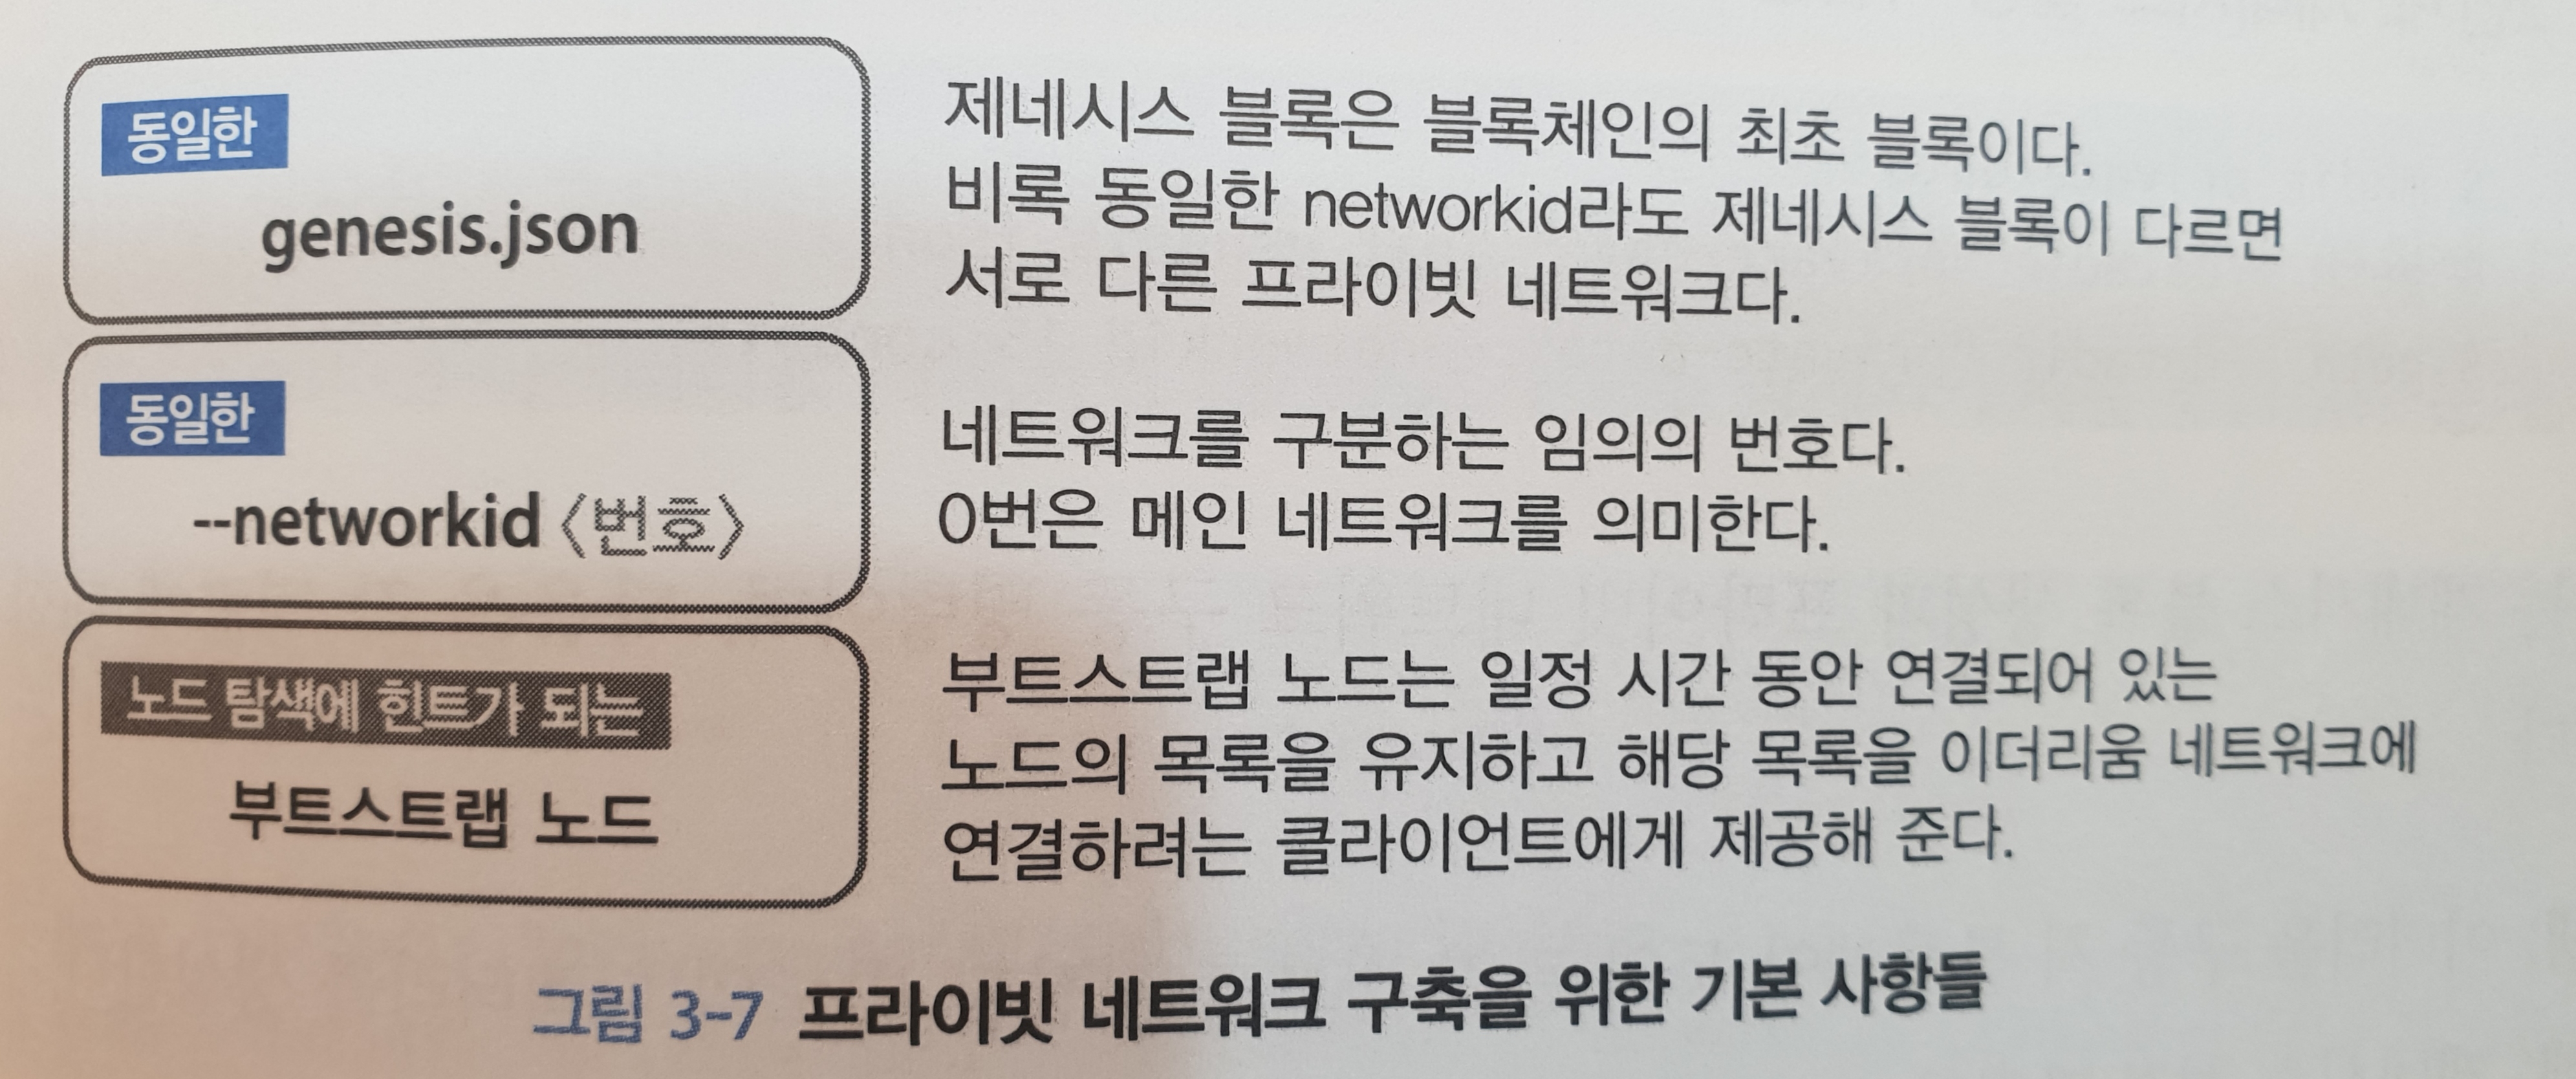 동일한
genesis.json
제네시스 블록은 블록체인의 최초 블록이다.
비록 동일한 networkid라도 제네시스 블록이 다르면
서로 다른 프라이빗 네트워크다.
동일한
--networkid 〈번호〉
네트워크를 구분하는 임의의 번호다.
0번은 메인 네트워크를 의미한다.
노드 탐색에 힌트가 되는
부트스트랩 노드
부트스트랩 노드는 일정 시간 동안 연결되어 있는
노드의 목록을 유지하고 해당 목록을 이더리움 네트워크에
연결하려는 클라이언트에게 제공해 준다.
그림 3-7 프라이빗 네트워크 구축을 위한 기본 사항들